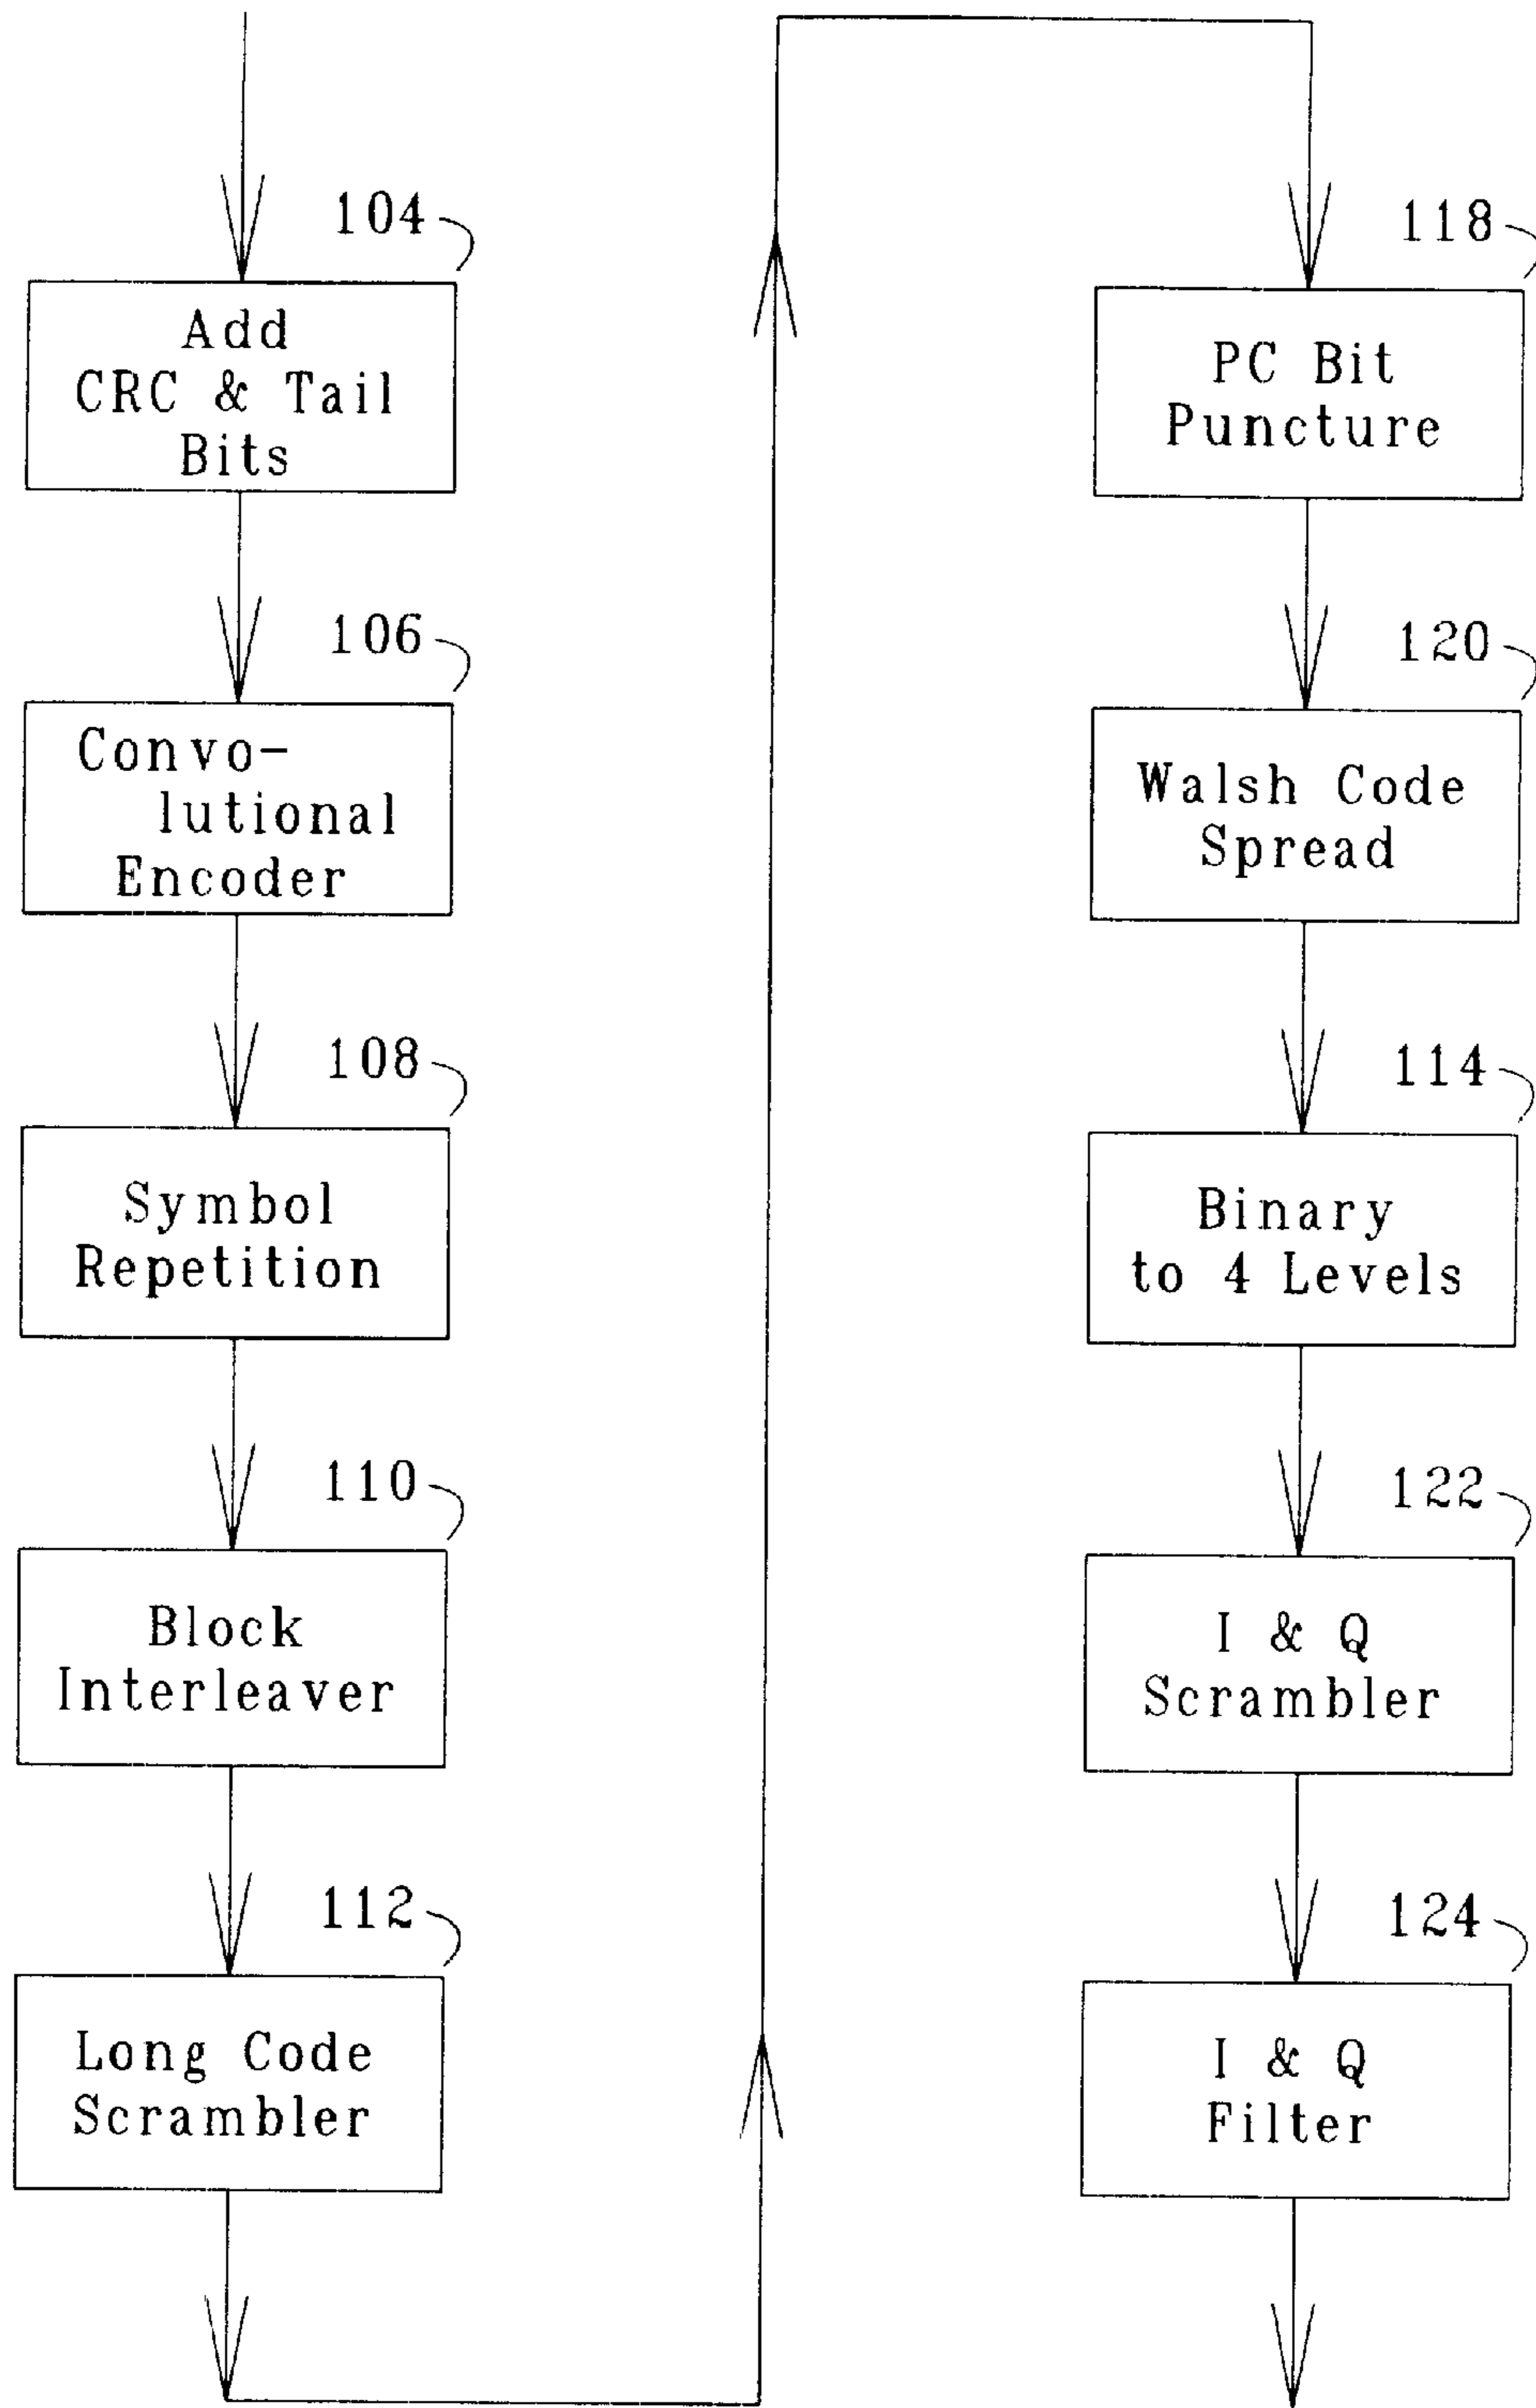 104
Add
CRC & Tail
Bits
106
Convo-
lutional
Encoder
108
Symbol
Repetition
110
Block
Interleaver
112
Long Code
Scrambler
118
PC Bit
Puncture
120
Walsh Code
Spread
114
Binary
to 4 Levels
122
I & Q
Scrambler
124
I & Q
Filter